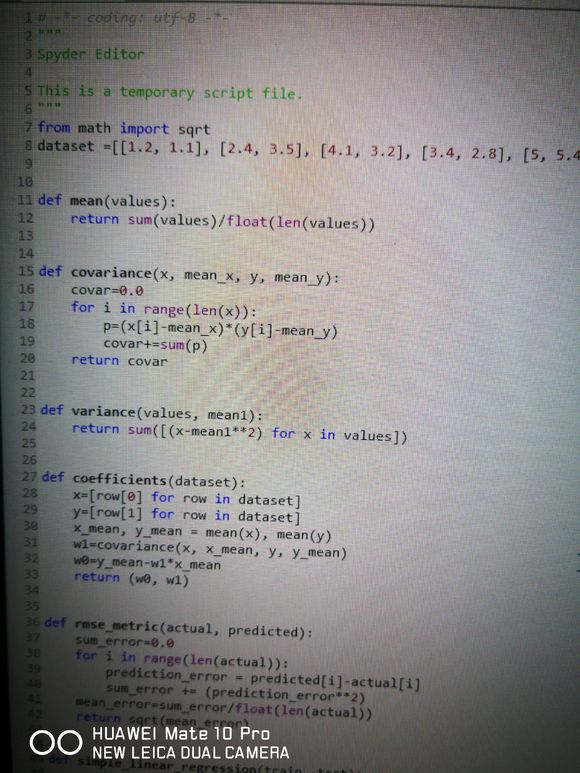 1 # -*- coding: utf-8 -*-
2 """
3 Spyder Editor
4
5 This is a temporary script file.
6 """
7 from math import sqrt
8 dataset =[[1.2, 1.1], [2.4, 3.5], [4.1, 3.2], [3.4, 2.8], [5, 5.4
9
10
11 def mean(values):
12 return sum(values)/float(len(values))
13
14
15 def covariance(x, mean_x, y, mean_y):
16 covar=0.0
17 for i in range(len(x)):
18 p=(x[i]-mean_x)*(y[i]-mean_y)
19 covar+=sum(p)
20 return covar
21
22
23 def variance(values, mean1):
24 return sum([(x-mean1**2) for x in values])
25
26
27 def coefficients(dataset):
28 x=[row[0] for row in dataset]
29 y=[row[1] for row in dataset]
30 x_mean, y_mean = mean(x), mean(y)
31 w1=covariance(x, x_mean, y, y_mean)
32 w0=y_mean-w1*x_mean
33 return (w0, w1)
34
35
36 def rmse_metric(actual, predicted):
37 sum_error=0.0
38 for i in range(len(actual)):
39 prediction_error = predicted[i]-actual[i]
40 sum_error += (prediction_error**2)
41 mean_error=sum_error/float(len(actual))
42 return sqrt(mean_error)
HUAWEI Mate 10 Pro
NEW LEICA DUAL CAMERA
def simple_linear_regression(train, test):